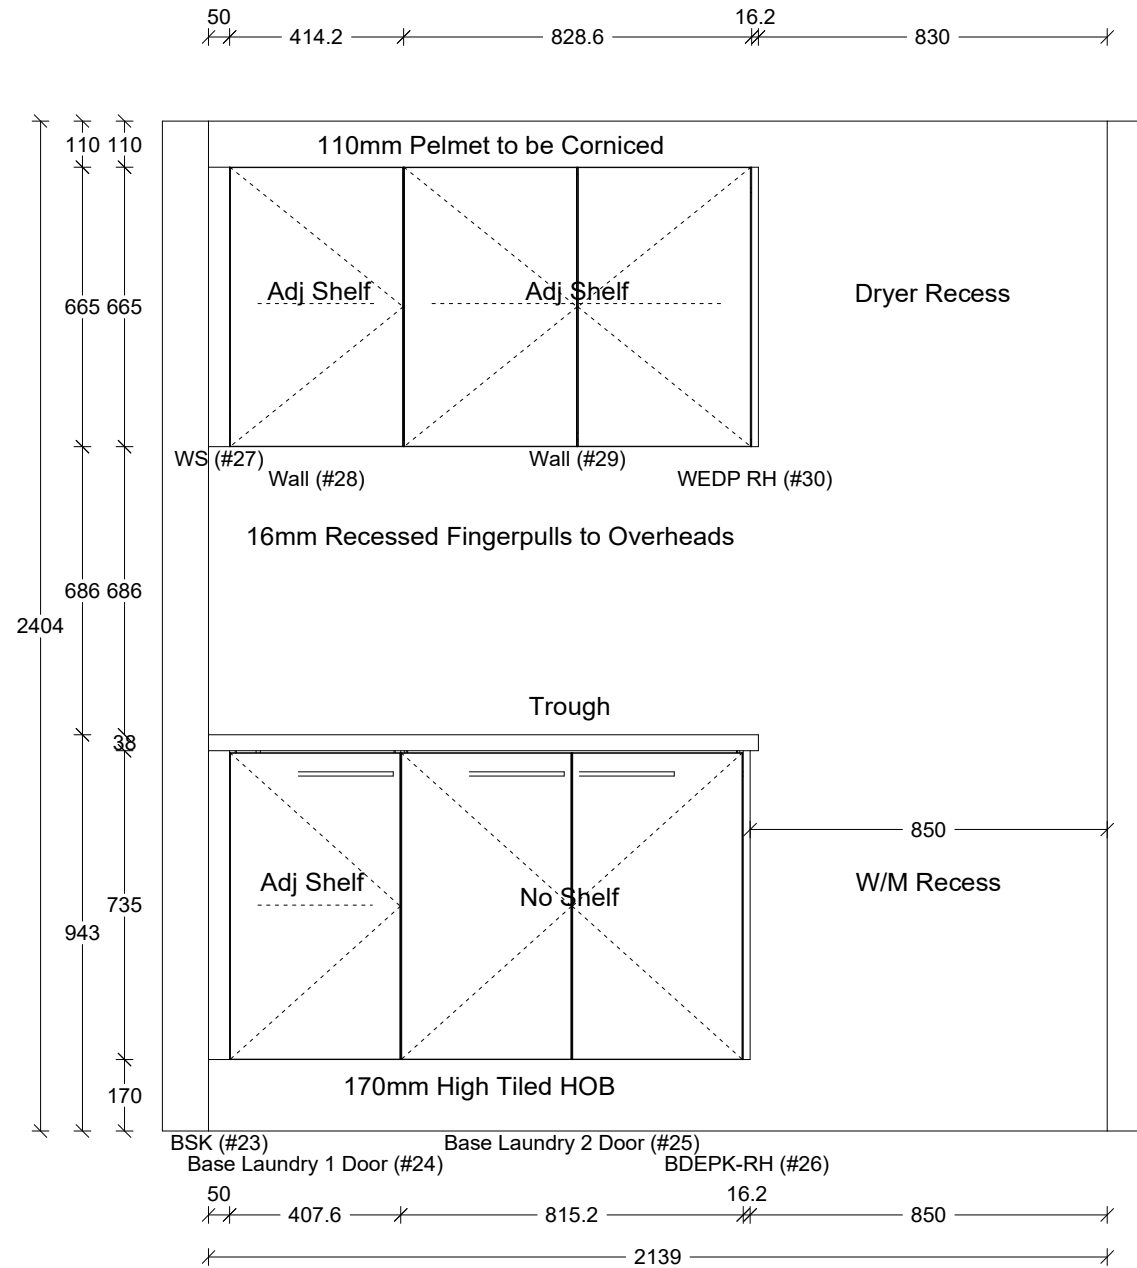 50
16.2
414.2
828.6
830
110
110
110mm Pelmet to be Corniced
Adj Shelf
Adj Shelf
Dryer Recess
665
665
WS (#27)
Wall (#29)
Wall (#28)
WEDP RH (#30)
16mm Recessed Fingerpulls to Overheads
686
686
2404
Trough
38
850
Adj Shelf
W/M Recess
No Shelf
735
943
170mm High Tiled HOB
170
BSK (#23)
Base Laundry 2 Door (#25)
Base Laundry 1 Door (#24)
BDEPK-RH (#26)
50
16.2
407.6
815.2
850
2139